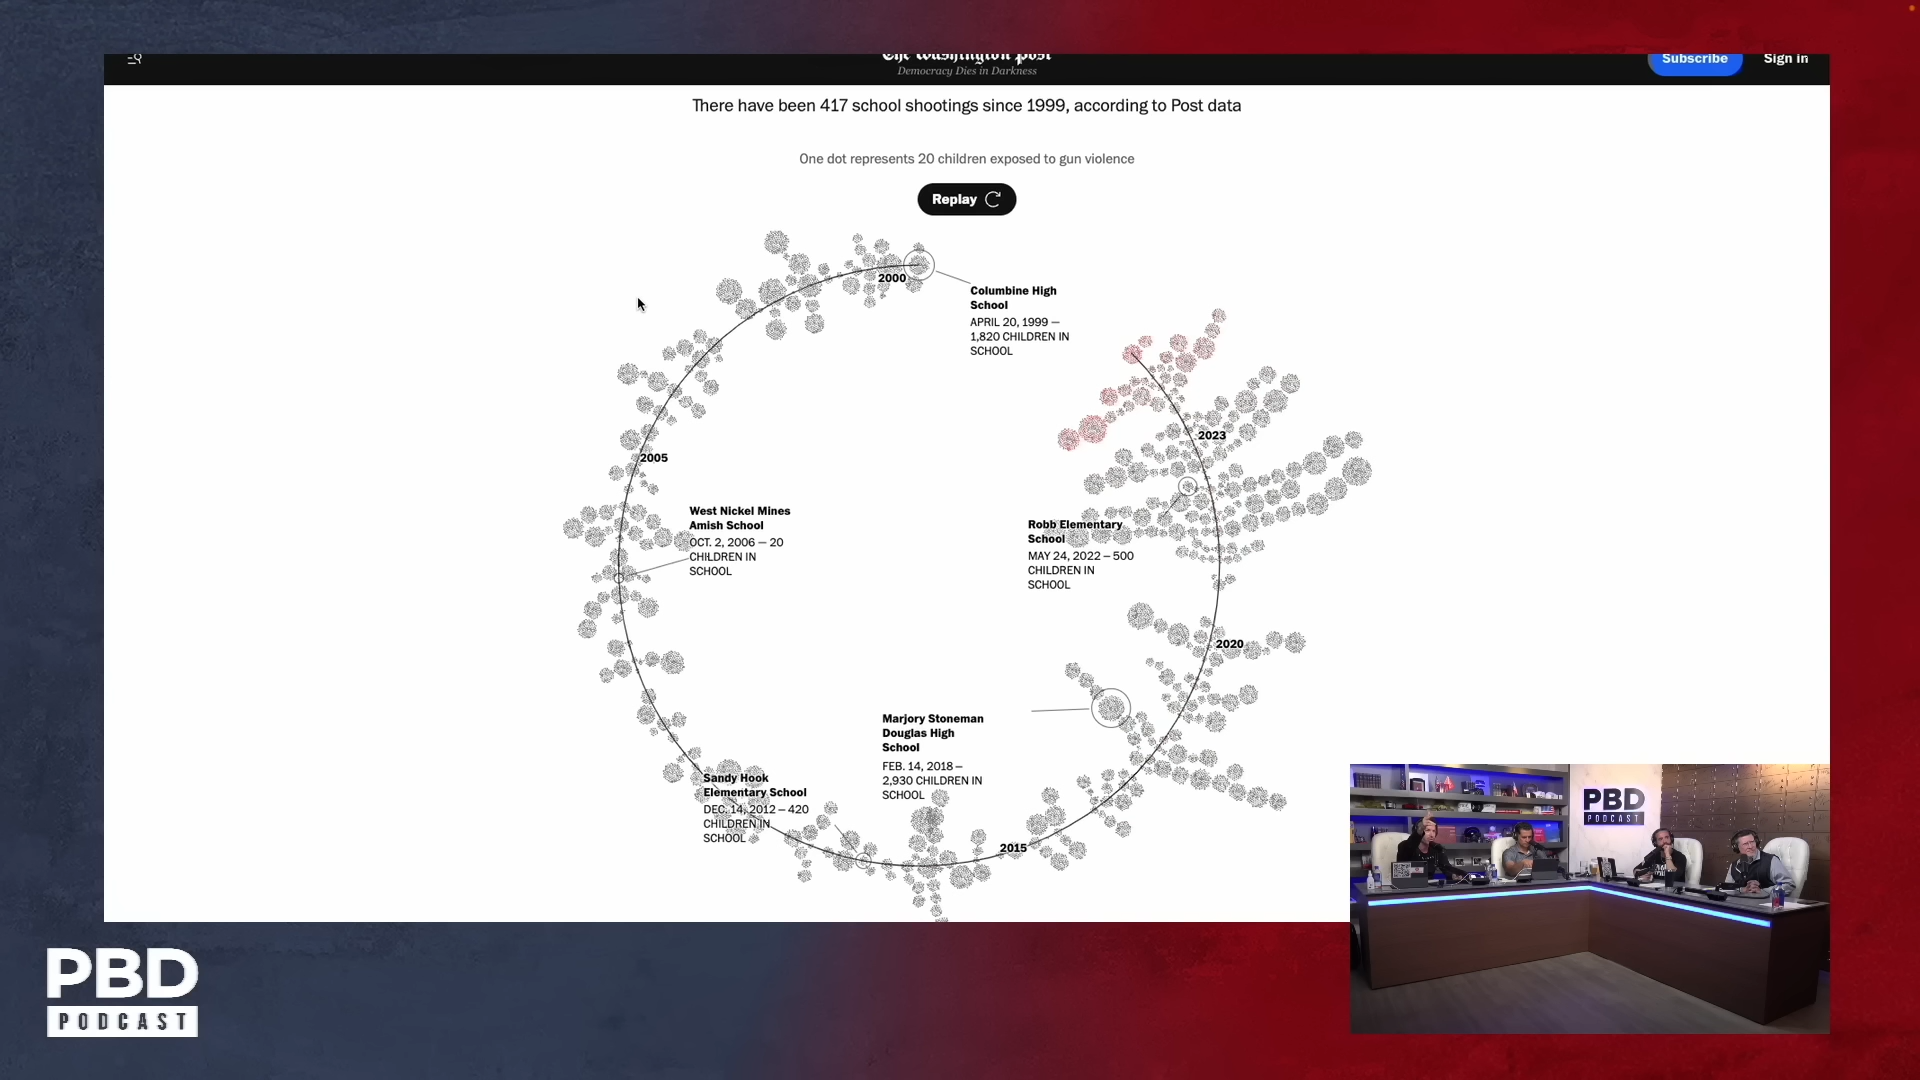 The Washington Post
Democracy Dies in Darkness
Subscribe
Sign in
There have been 417 school shootings since 1999, according to Post data
One dot represents 20 children exposed to gun violence
Replay
2000
Columbine High
School
APRIL 20, 1999 —
1,820 CHILDREN IN
SCHOOL
2023
2005
West Nickel Mines
Amish School
OCT. 2, 2006 — 20
CHILDREN IN
SCHOOL
Robb Elementary
School
MAY 24, 2022 — 500
CHILDREN IN
SCHOOL
2020
Marjory Stoneman
Douglas High
School
FEB. 14, 2018 —
2,930 CHILDREN IN
SCHOOL
Sandy Hook
Elementary School
DEC. 14, 2012 — 420
CHILDREN IN
SCHOOL
2015
PBD
PODCAST
PBD
PODCAST